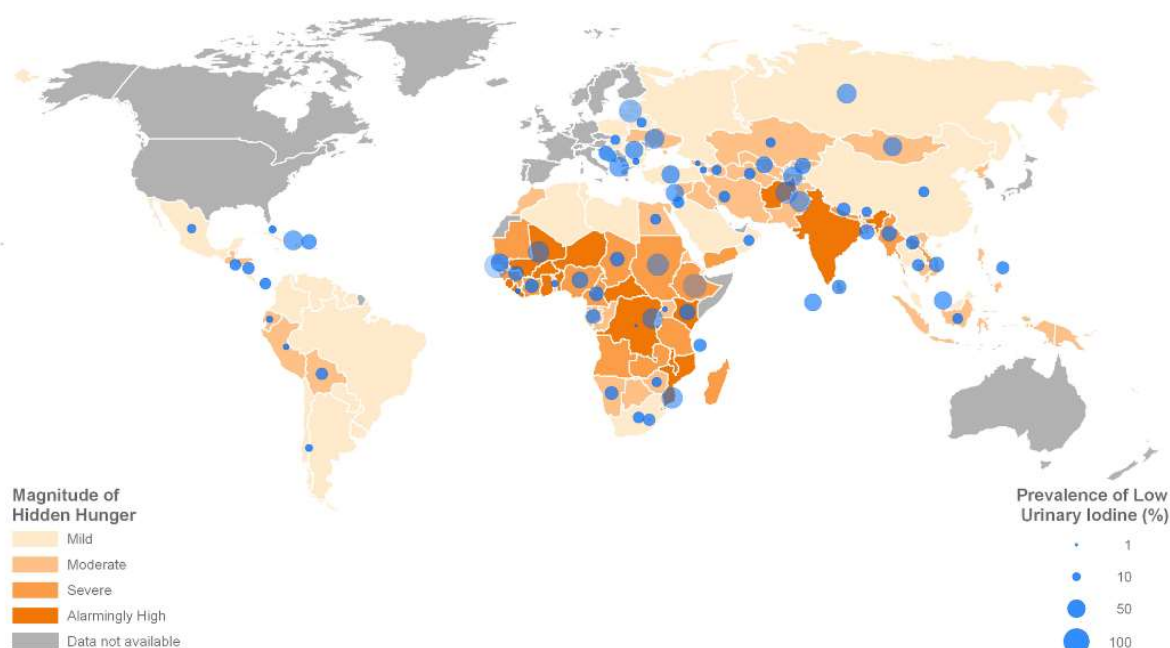 Magnitude of
Hidden Hunger
Mild
Moderate
Severe
Alarmingly High
Data not available
Prevalence of Low
Urinary Iodine (%)
1
10
50
100